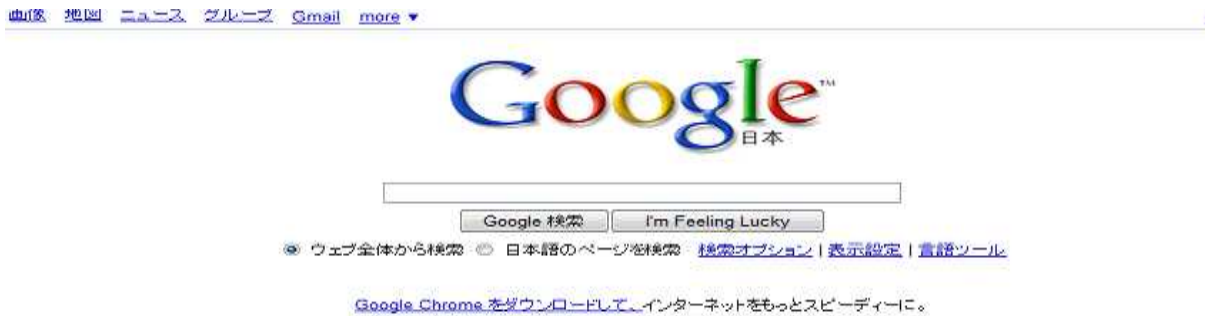 画像 地図 ニュース グループ Gmail more ▼
Google™
日本
Google 検索 I'm Feeling Lucky
ウェブ全体から検索 日本語のページを検索 検索オプション | 表示設定 | 言語ツール
Google Chrome をダウンロードして、インターネットをもっとスピーディーに。